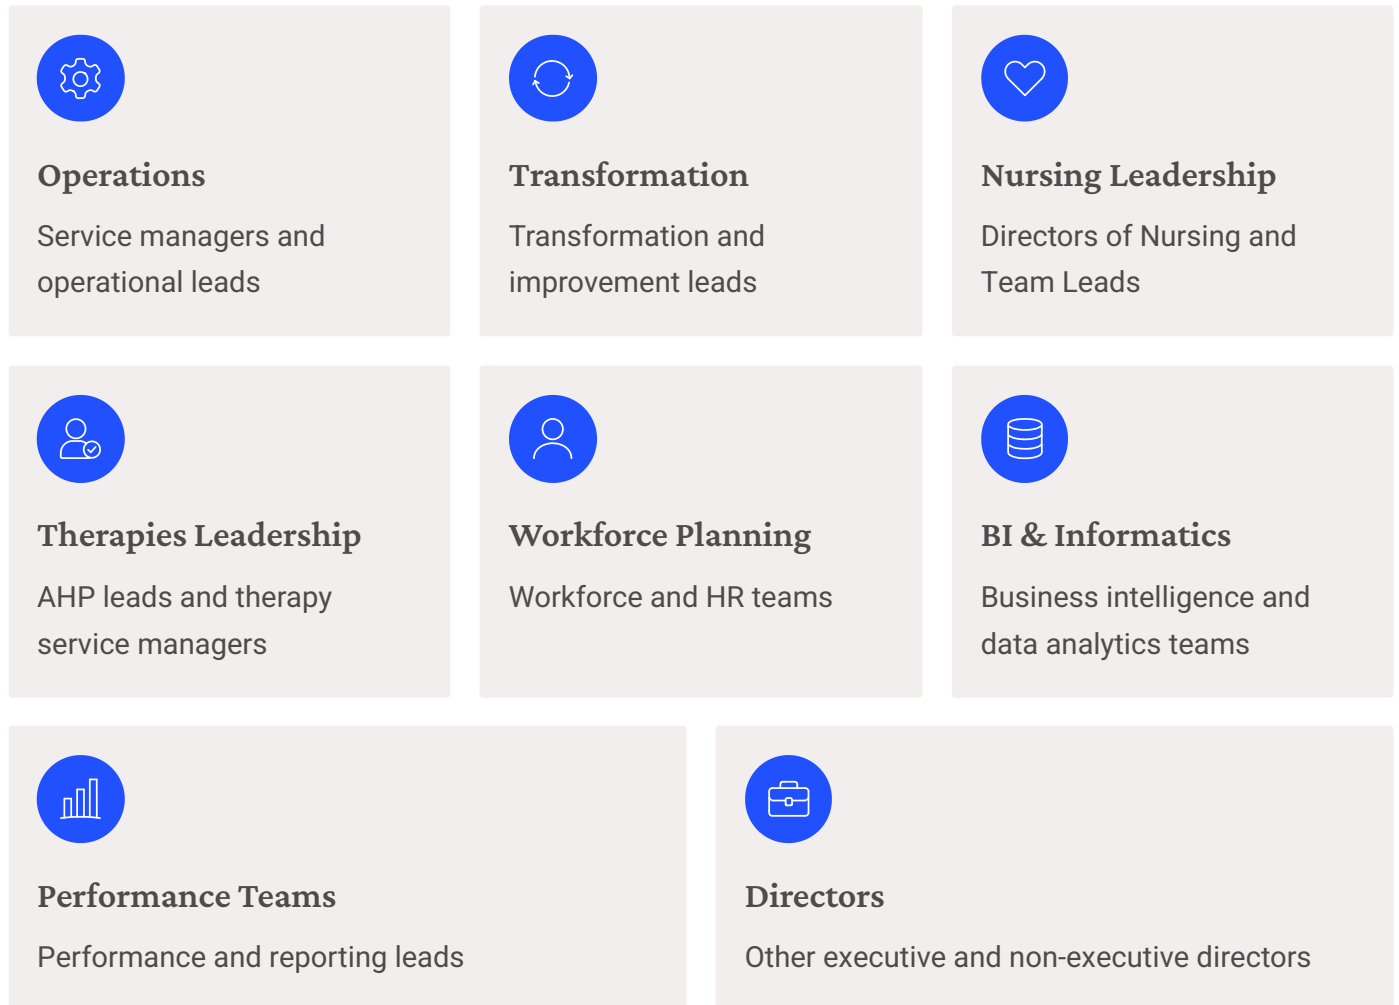 Operations
Service managers and
operational leads
Transformation
Transformation and
improvement leads
Nursing Leadership
Directors of Nursing and
Team Leads
Therapies Leadership
AHP leads and therapy
service managers
Workforce Planning
Workforce and HR teams
BI & Informatics
Business intelligence and
data analytics teams
Performance Teams
Performance and reporting leads
Directors
Other executive and non-executive directors